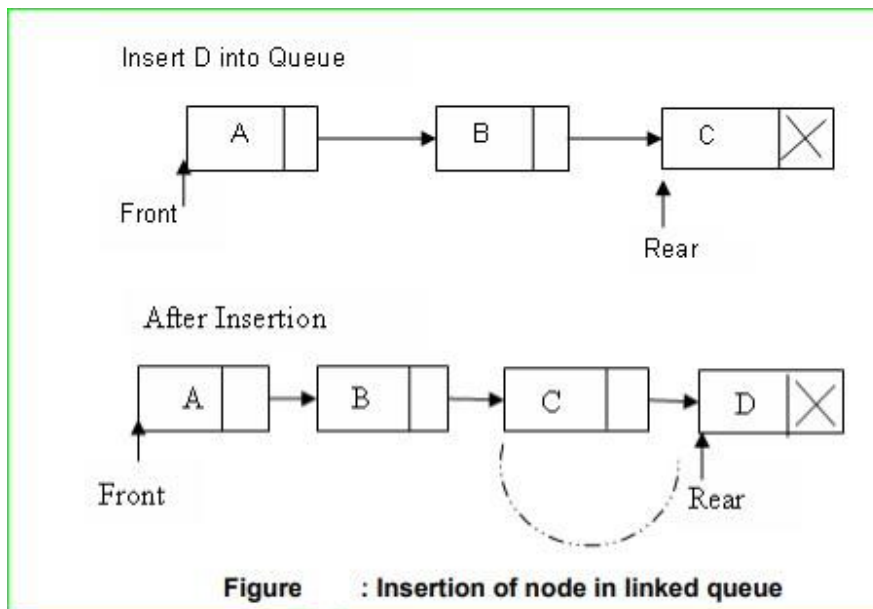 Insert D into Queue
A B C
Front
Rear
After Insertion
A B C D
Front Rear
Figure : Insertion of node in linked queue